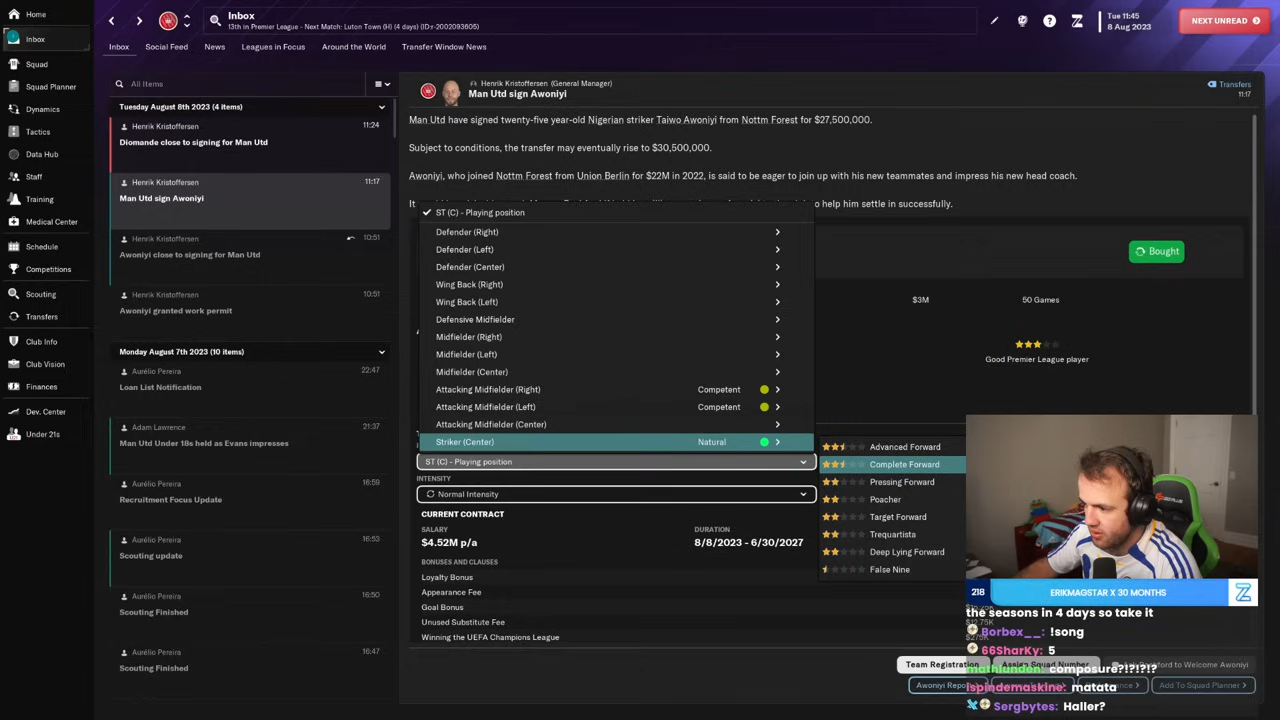 Home
Inbox
Squad
Squad Planner
Dynamics
Tactics
Data Hub
Staff
Training
Medical Center
Schedule
Competitions
Scouting
Transfers
Club Info
Club Vision
Finances
Dev. Center
Under 21s
Inbox
13th in Premier League - Next Match: Luton Town (H) (4 days) (ID:r-2002093605)
Tue 11:45
8 Aug 2023
NEXT UNREAD
Inbox
Social Feed
News
Leagues in Focus
Around the World
Transfer Window News
All Items
Tuesday August 8th 2023 (4 items)
Henrik Kristoffersen
11:24
Diomande close to signing for Man Utd
Henrik Kristoffersen
11:17
Man Utd sign Awoniyi
Henrik Kristoffersen
10:51
Awoniyi close to signing for Man Utd
Henrik Kristoffersen
10:51
Awoniyi granted work permit
Monday August 7th 2023 (10 items)
Aurélio Pereira
22:47
Loan List Notification
Adam Lawrence
21:37
Man Utd Under 18s held as Evans impresses
Aurélio Pereira
16:59
Recruitment Focus Update
Aurélio Pereira
16:53
Scouting update
Aurélio Pereira
16:50
Scouting Finished
Aurélio Pereira
16:47
Scouting Finished
Henrik Kristoffersen (General Manager)
Man Utd sign Awoniyi
Transfers
11:17
Man Utd have signed twenty-five year-old Nigerian striker Taiwo Awoniyi from Nottm Forest for $27,500,000.
Subject to conditions, the transfer may eventually rise to $30,500,000.
Awoniyi, who joined Nottm Forest from Union Berlin for $22M in 2022, is said to be eager to join up with his new teammates and impress his new head coach.
to help him settle in successfully.
ST (C) - Playing position
Defender (Right)
Defender (Left)
Defender (Center)
Wing Back (Right)
Wing Back (Left)
Defensive Midfielder
Midfielder (Right)
Midfielder (Left)
Midfielder (Center)
Attacking Midfielder (Right) Competent
Attacking Midfielder (Left) Competent
Attacking Midfielder (Center)
Striker (Center) Natural
ST (C) - Playing position
Bought
$3M
50 Games
Good Premier League player
Advanced Forward
Complete Forward
Pressing Forward
Poacher
Target Forward
Trequartista
Deep Lying Forward
False Nine
INTENSITY
Normal Intensity
CURRENT CONTRACT
SALARY
$4.52M p/a
DURATION
8/8/2023 - 6/30/2027
BONUSES AND CLAUSES
Loyalty Bonus
Appearance Fee
Goal Bonus
Unused Substitute Fee
Winning the UEFA Champions League
Team Registration
Assign Squad Number
to Welcome Awoniyi
Awoniyi Report
Add To Squad Planner
218
ERIKMAGSTAR X 30 MONTHS
the seasons in 4 days so take it
Borbex__: !song
66SharKy: 5
mathlunden: composure?!?!?!?
ispindemaskine: matata
Sergbytes: Haller?